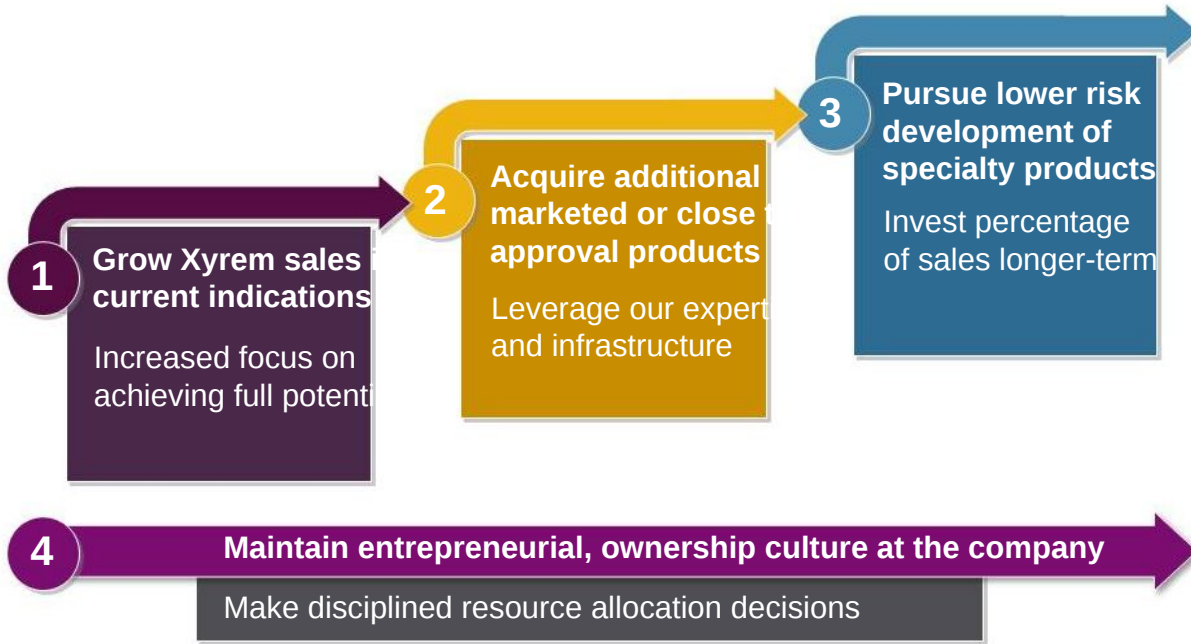 1
Grow Xyrem sales
current indications
Increased focus on
achieving full potenti
2
Acquire additional
marketed or close t
approval products
Leverage our expert
and infrastructure
3
Pursue lower risk
development of
specialty products
Invest percentage
of sales longer-term
4
Maintain entrepreneurial, ownership culture at the company
Make disciplined resource allocation decisions